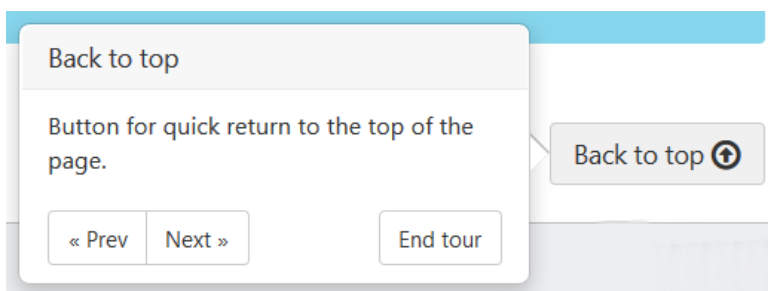 Back to top
Button for quick return to the top of the
page.
« Prev
Next »
End tour
Back to top